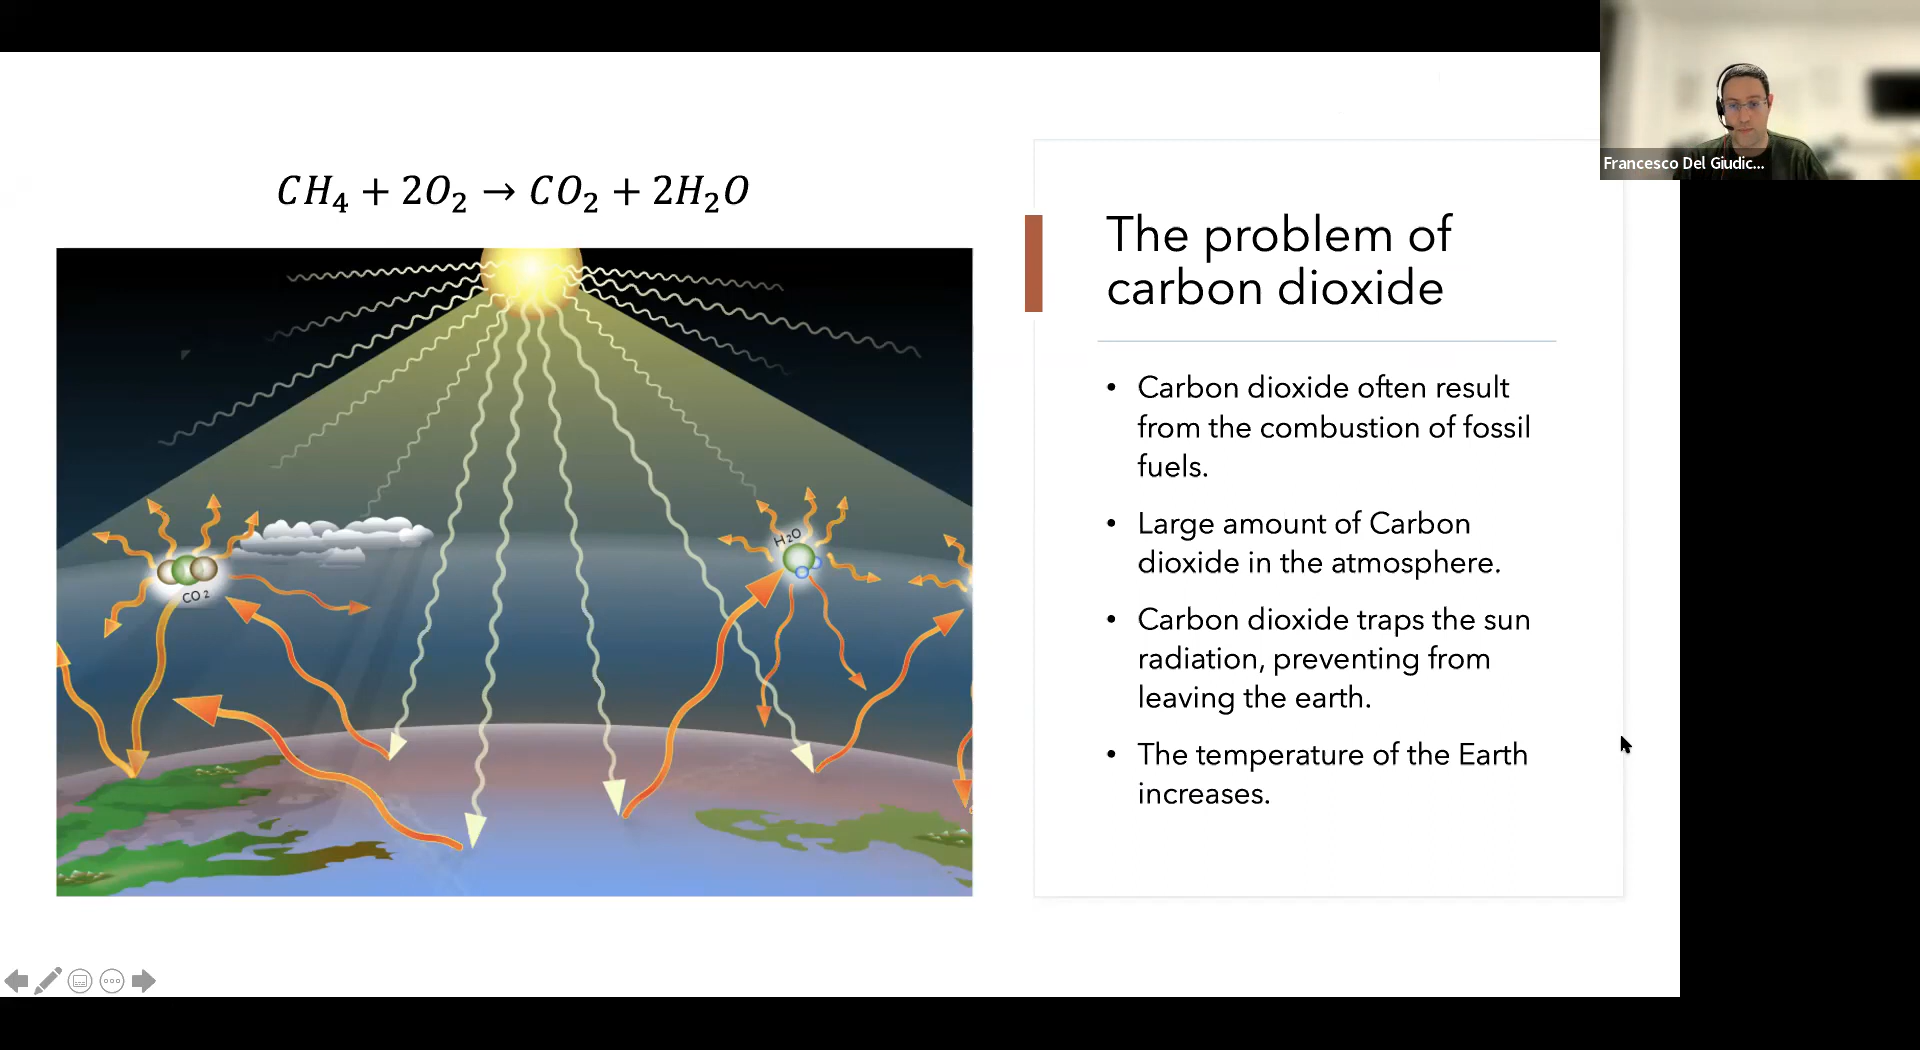 Francesco Del Giudic...
CH₄ + 2O₂ → CO₂ + 2H₂O
The problem of
carbon dioxide
• Carbon dioxide often result
from the combustion of fossil
fuels.
• Large amount of Carbon
dioxide in the atmosphere.
• Carbon dioxide traps the sun
radiation, preventing from
leaving the earth.
• The temperature of the Earth
increases.
H₂O
CO₂